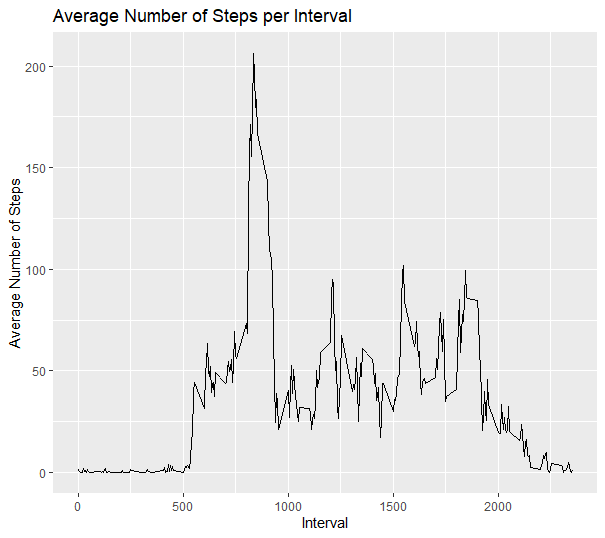 Average Number of Steps per Interval
Average Number of Steps
200
150
100
50
0
0 500 1000 1500 2000
Interval